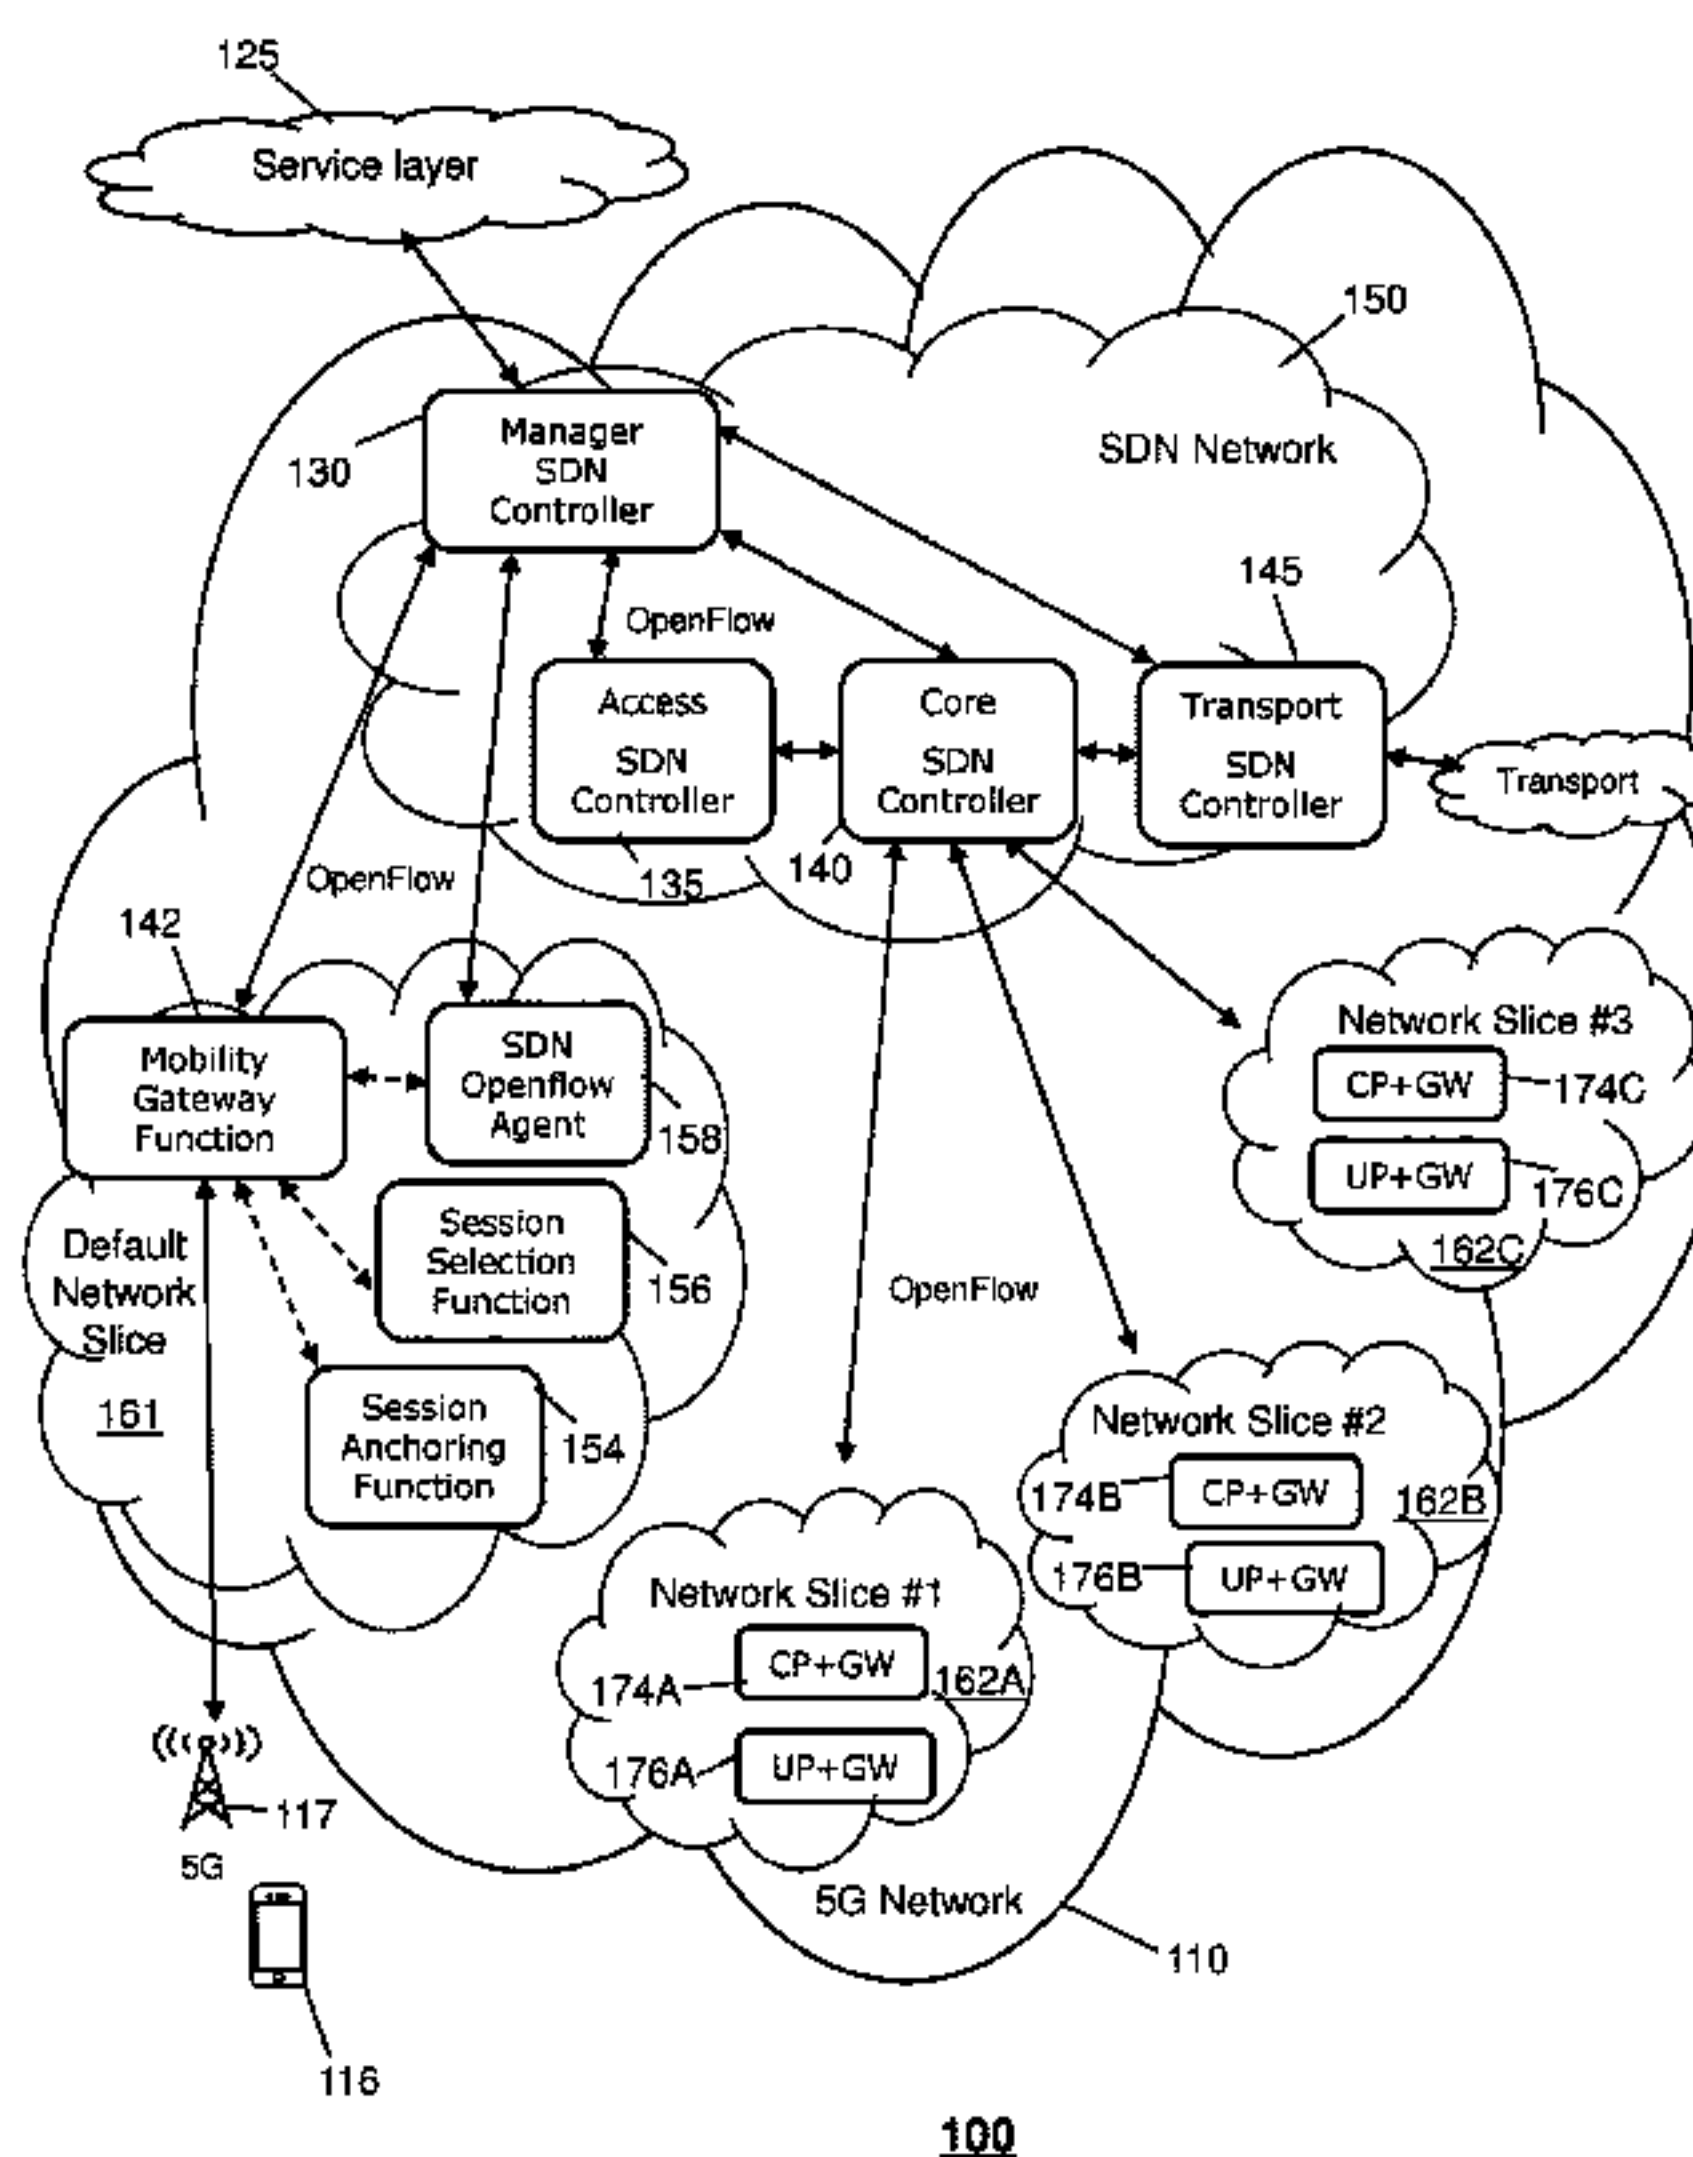 125
Service layer
150
SDN Network
Manager
SDN
Controller
130
145
OpenFlow
Access
SDN
Controller
Core
SDN
Controller
Transport
SDN
Controller
Transport
135
140
OpenFlow
142
Mobility
Gateway
Function
SDN
Openflow
Agent
158
Network Slice #3
CP+GW
174C
UP+GW
176C
162C
Default
Network
Slice
161
Session
Selection
Function
156
OpenFlow
Session
Anchoring
Function
154
Network Slice #2
174B
CP+GW
162B
176B
UP+GW
Network Slice #1
CP+GW
174A
162A
176A
UP+GW
117
5G
5G Network
110
116
100